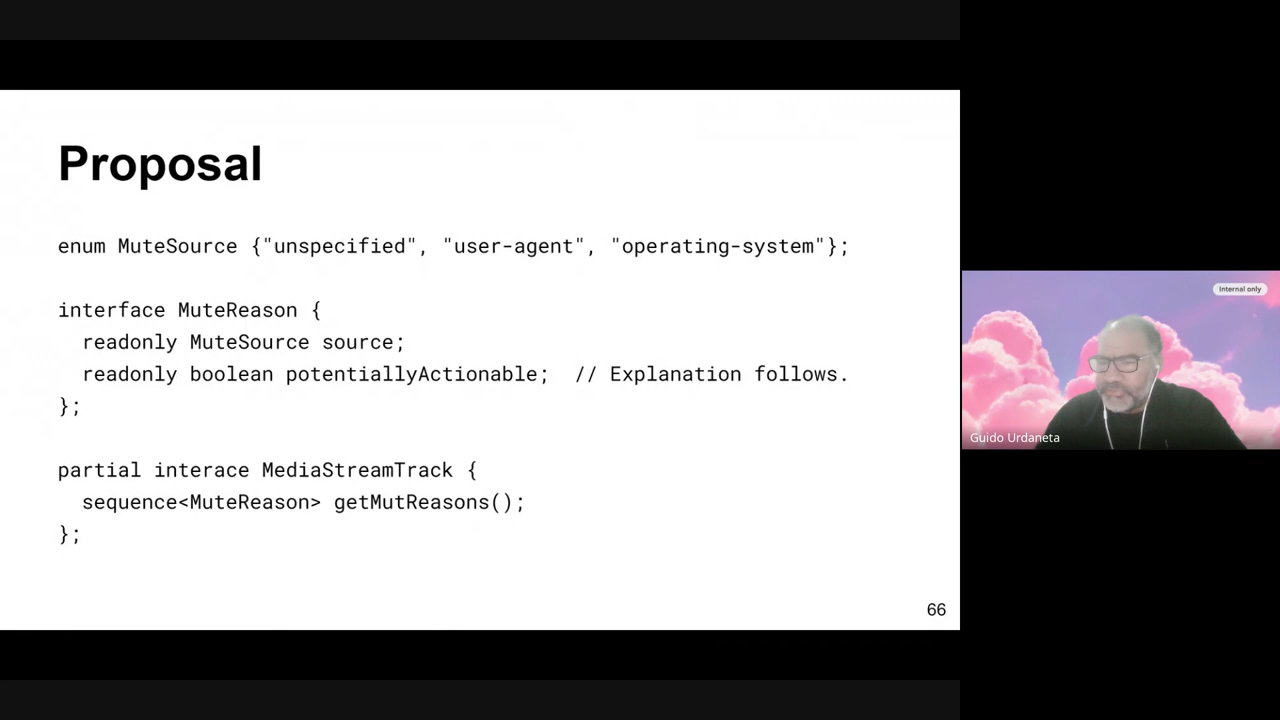 Proposal
enum MuteSource {"unspecified", "user-agent", "operating-system"};
interface MuteReason {
readonly MuteSource source;
readonly boolean potentiallyActionable; // Explanation follows.
};
partial interace MediaStreamTrack {
sequence<MuteReason> getMutReasons();
};
66
Internal only
Guido Urdaneta